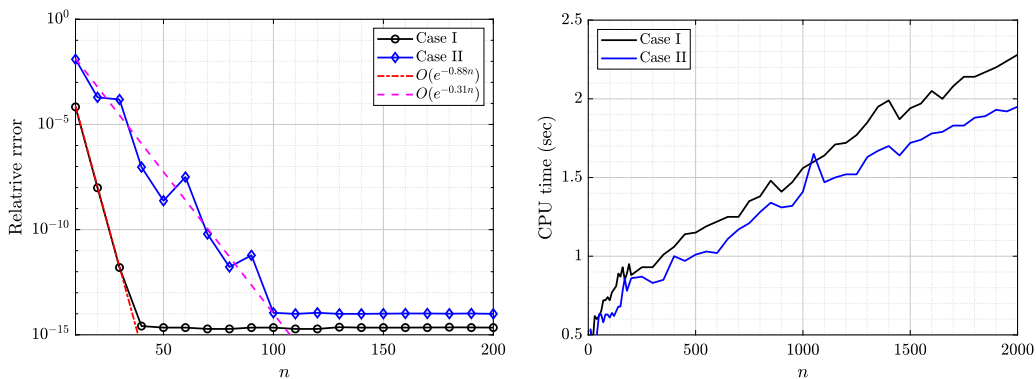 10^0
10^-5
10^-10
10^-15
50
100
150
200
n
Relatrive rrror
Case I
Case II
O(e^-0.88n)
O(e^-0.31n)
2.5
2
1.5
1
0.5
0
500
1000
1500
2000
n
CPU time (sec)
Case I
Case II